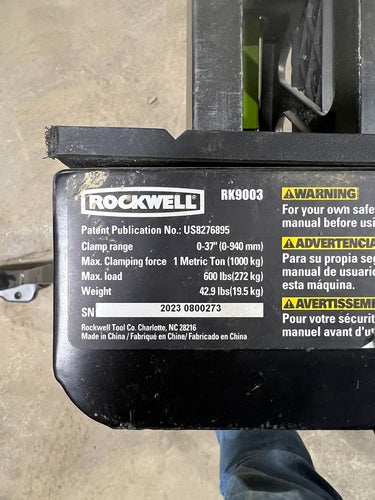 ROCKWELL RK9003
Patent Publication No.: US8276895
Clamp range 0-37" (0-940 mm)
Max. Clamping force 1 Metric Ton (1000 kg)
Max. load 600 lbs(272 kg)
Weight 42.9 lbs(19.5 kg)
SN 2023 0800273
Rockwell Tool Co. Charlotte, NC 28216
Made in China / Fabriqué en Chine/ Fabricado en China
WARNING
For your own safe
manual before usi
ADVERTENCIA
Para su propia seg
manual de usuario
esta máquina.
AVERTISSEME
Pour votre sécurit
manuel avant d'u